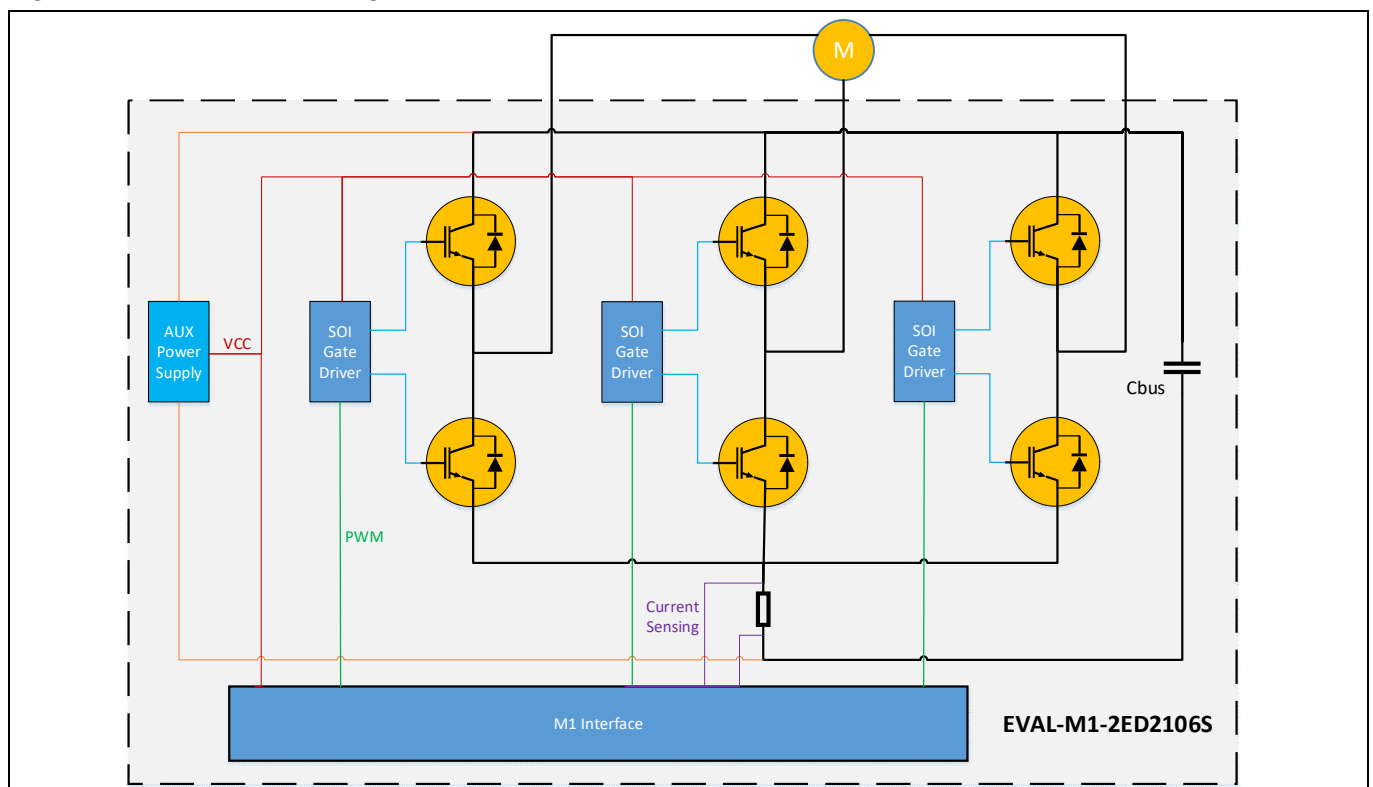 M
AUX
Power
Supply
VCC
SOI
Gate
Driver
SOI
Gate
Driver
SOI
Gate
Driver
Cbus
PWM
Current
Sensing
M1 Interface
EVAL-M1-2ED2106S